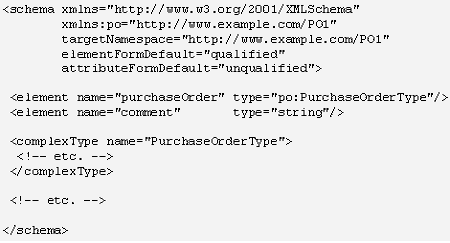 <schema xmlns="http://www.w3.org/2001/XMLSchema"
        xmlns:po="http://www.example.com/PO1"
        targetNamespace="http://www.example.com/PO1"
        elementFormDefault="qualified"
        attributeFormDefault="unqualified">
 <element name="purchaseOrder" type="po:PurchaseOrderType"/>
 <element name="comment"       type="string"/>
 <complexType name="PurchaseOrderType">
  <!-- etc. -->
 </complexType>
 <!-- etc. -->
</schema>